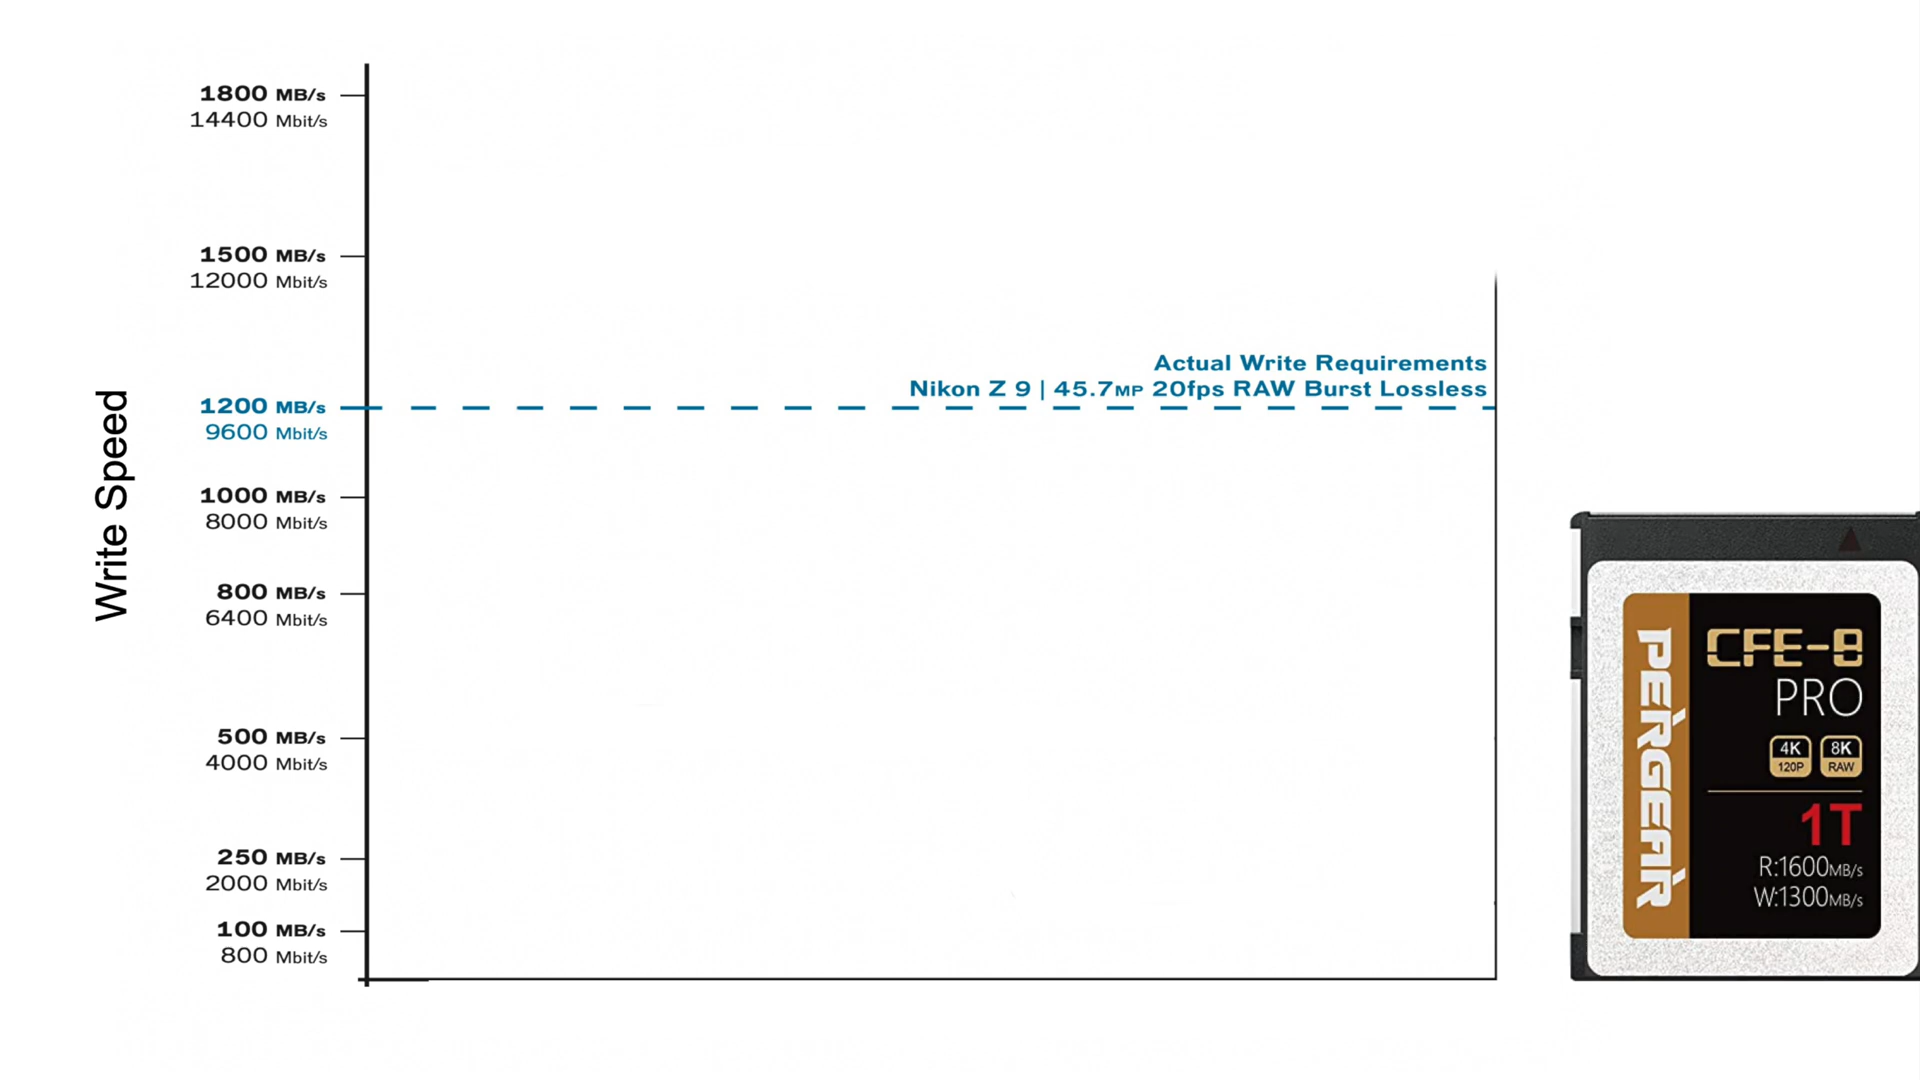 1800 MB/s
14400 Mbit/s
1500 MB/s
12000 Mbit/s
Actual Write Requirements
Nikon Z 9 | 45.7MP 20fps RAW Burst Lossless
1200 MB/s
9600 Mbit/s
1000 MB/s
8000 Mbit/s
800 MB/s
6400 Mbit/s
500 MB/s
4000 Mbit/s
250 MB/s
2000 Mbit/s
100 MB/s
800 Mbit/s
Write Speed
PERGEAR
CFE-B
PRO
4K 8K
120P RAW
1T
R:1600MB/s
W:1300MB/s